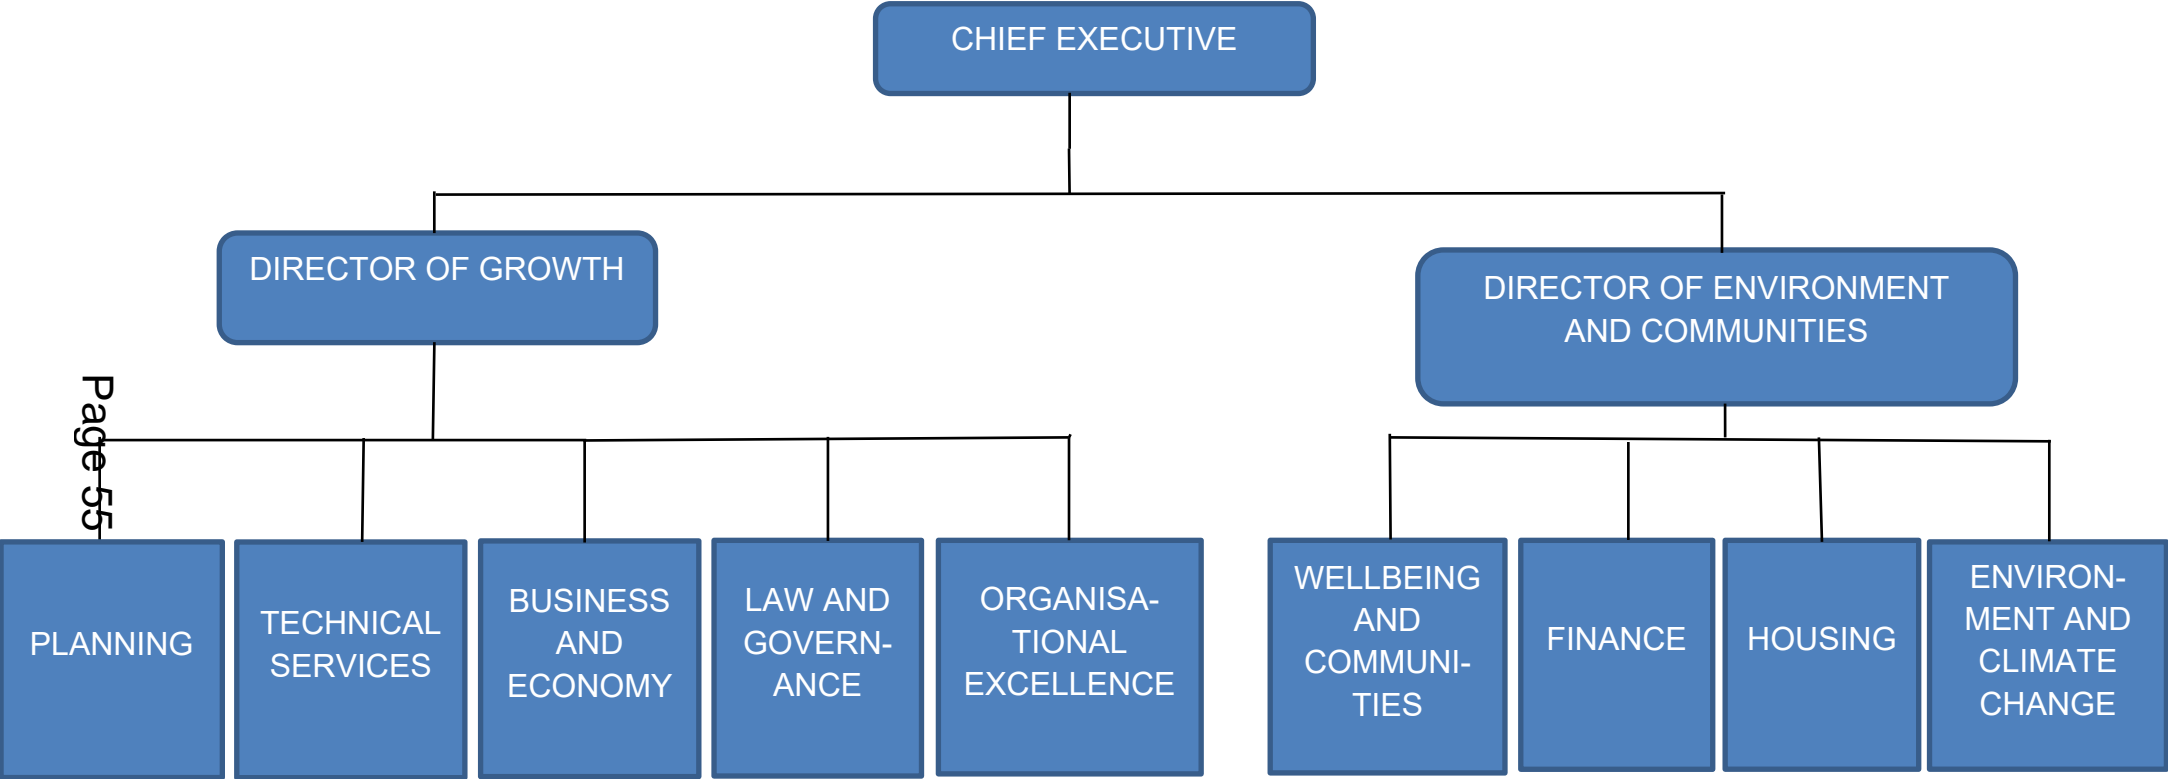 CHIEF EXECUTIVE
DIRECTOR OF GROWTH
DIRECTOR OF ENVIRONMENT
AND COMMUNITIES
Page 55
PLANNING
TECHNICAL
SERVICES
BUSINESS
AND
ECONOMY
LAW AND
GOVERN-
ANCE
ORGANISA-
TIONAL
EXCELLENCE
WELLBEING
AND
COMMUNI-
TIES
FINANCE
HOUSING
ENVIRON-
MENT AND
CLIMATE
CHANGE